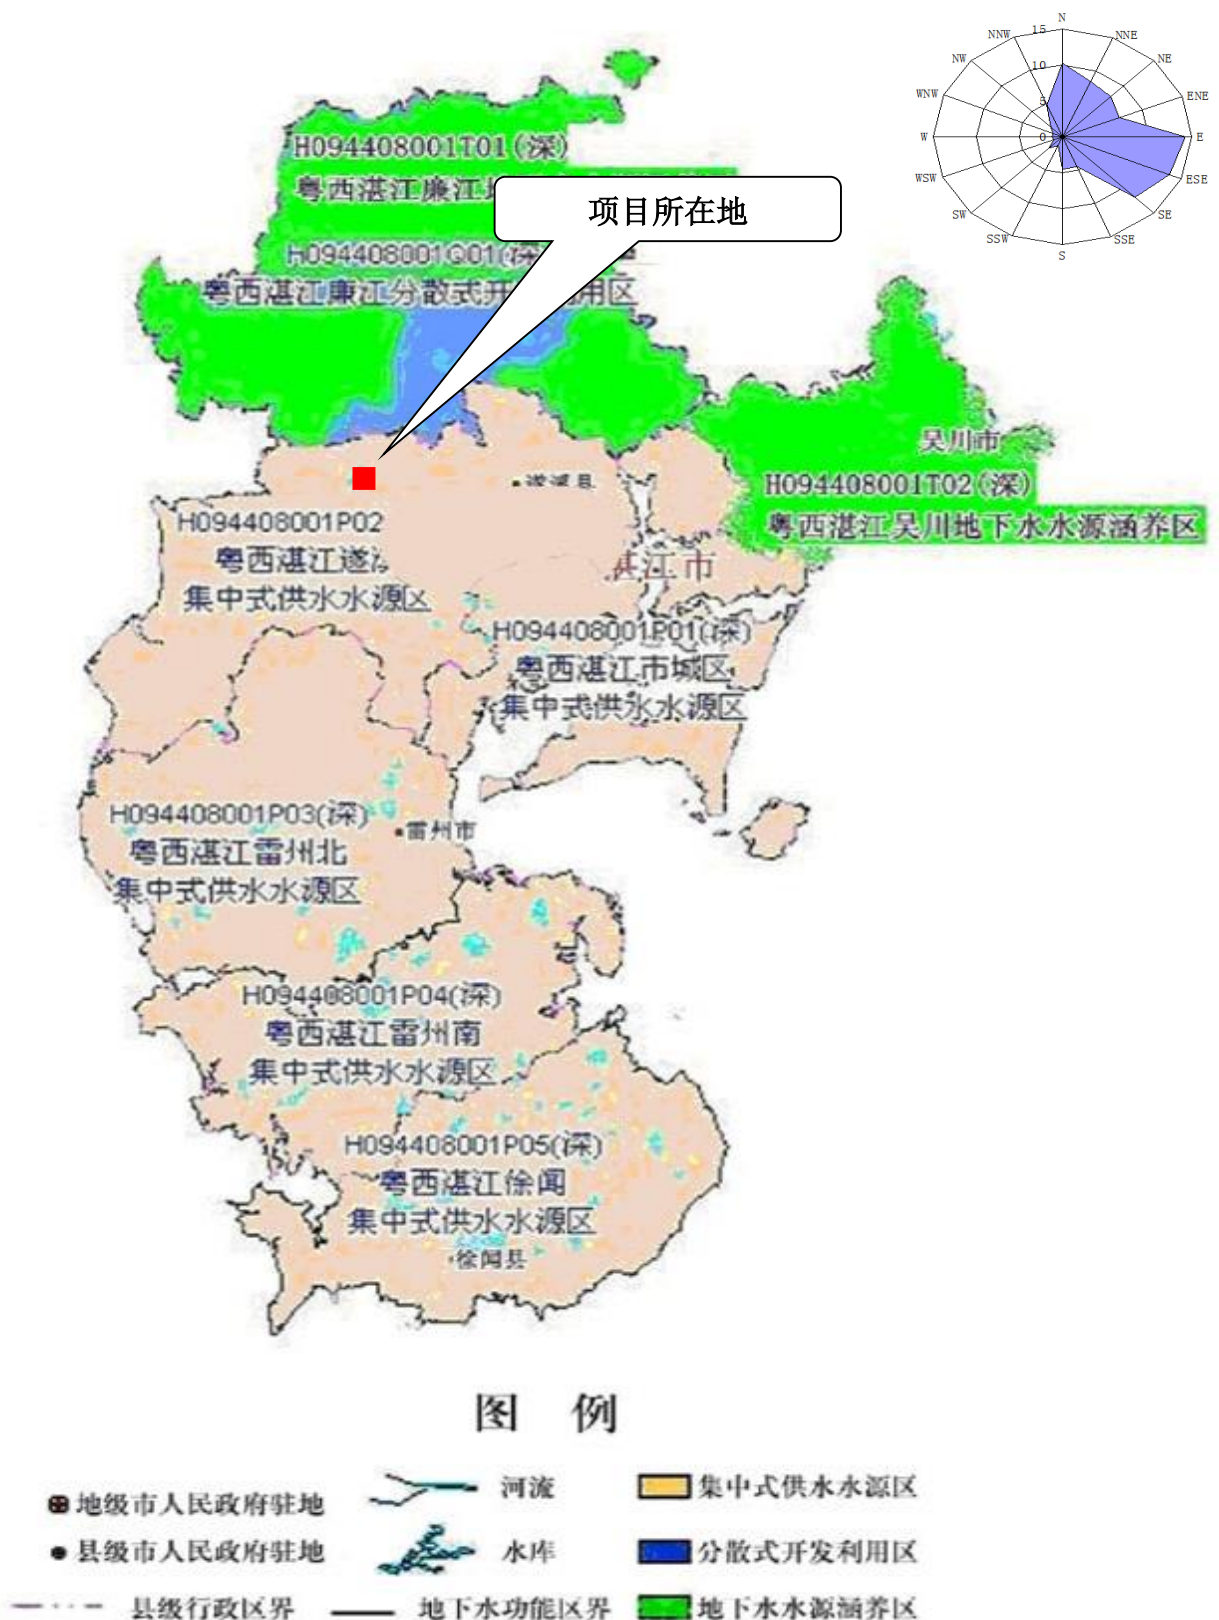 N
NNW
15
NNE
NW
NE
10
WNW
ENE
5
W
0
E
WSW
ESE
SW
SE
SSW
SSE
S
H094408001T01(深)
粤西湛江廉江
项目所在地
H094408001Q01(深
粤西湛江廉江分散式开
用区
吴川市
H094408001T02(深)
粤西湛江吴川地下水水源涵养区
遂溪县
H094408001P02
粤西湛江遂
集中式供水水源区
湛江市
H094408001P01(深)
粤西湛江市城区
集中式供水水源区
H094408001P03(深)
粤西湛江雷州北
集中式供水水源区
雷州市
H094408001P04(深)
粤西湛江雷州南
集中式供水水源区
H094408001P05(深)
粤西湛江徐闻
集中式供水水源区
徐闻县
图 例
地级市人民政府驻地
河流
集中式供水水源区
县级市人民政府驻地
水库
分散式开发利用区
县级行政区界
地下水功能区界
地下水水源涵养区